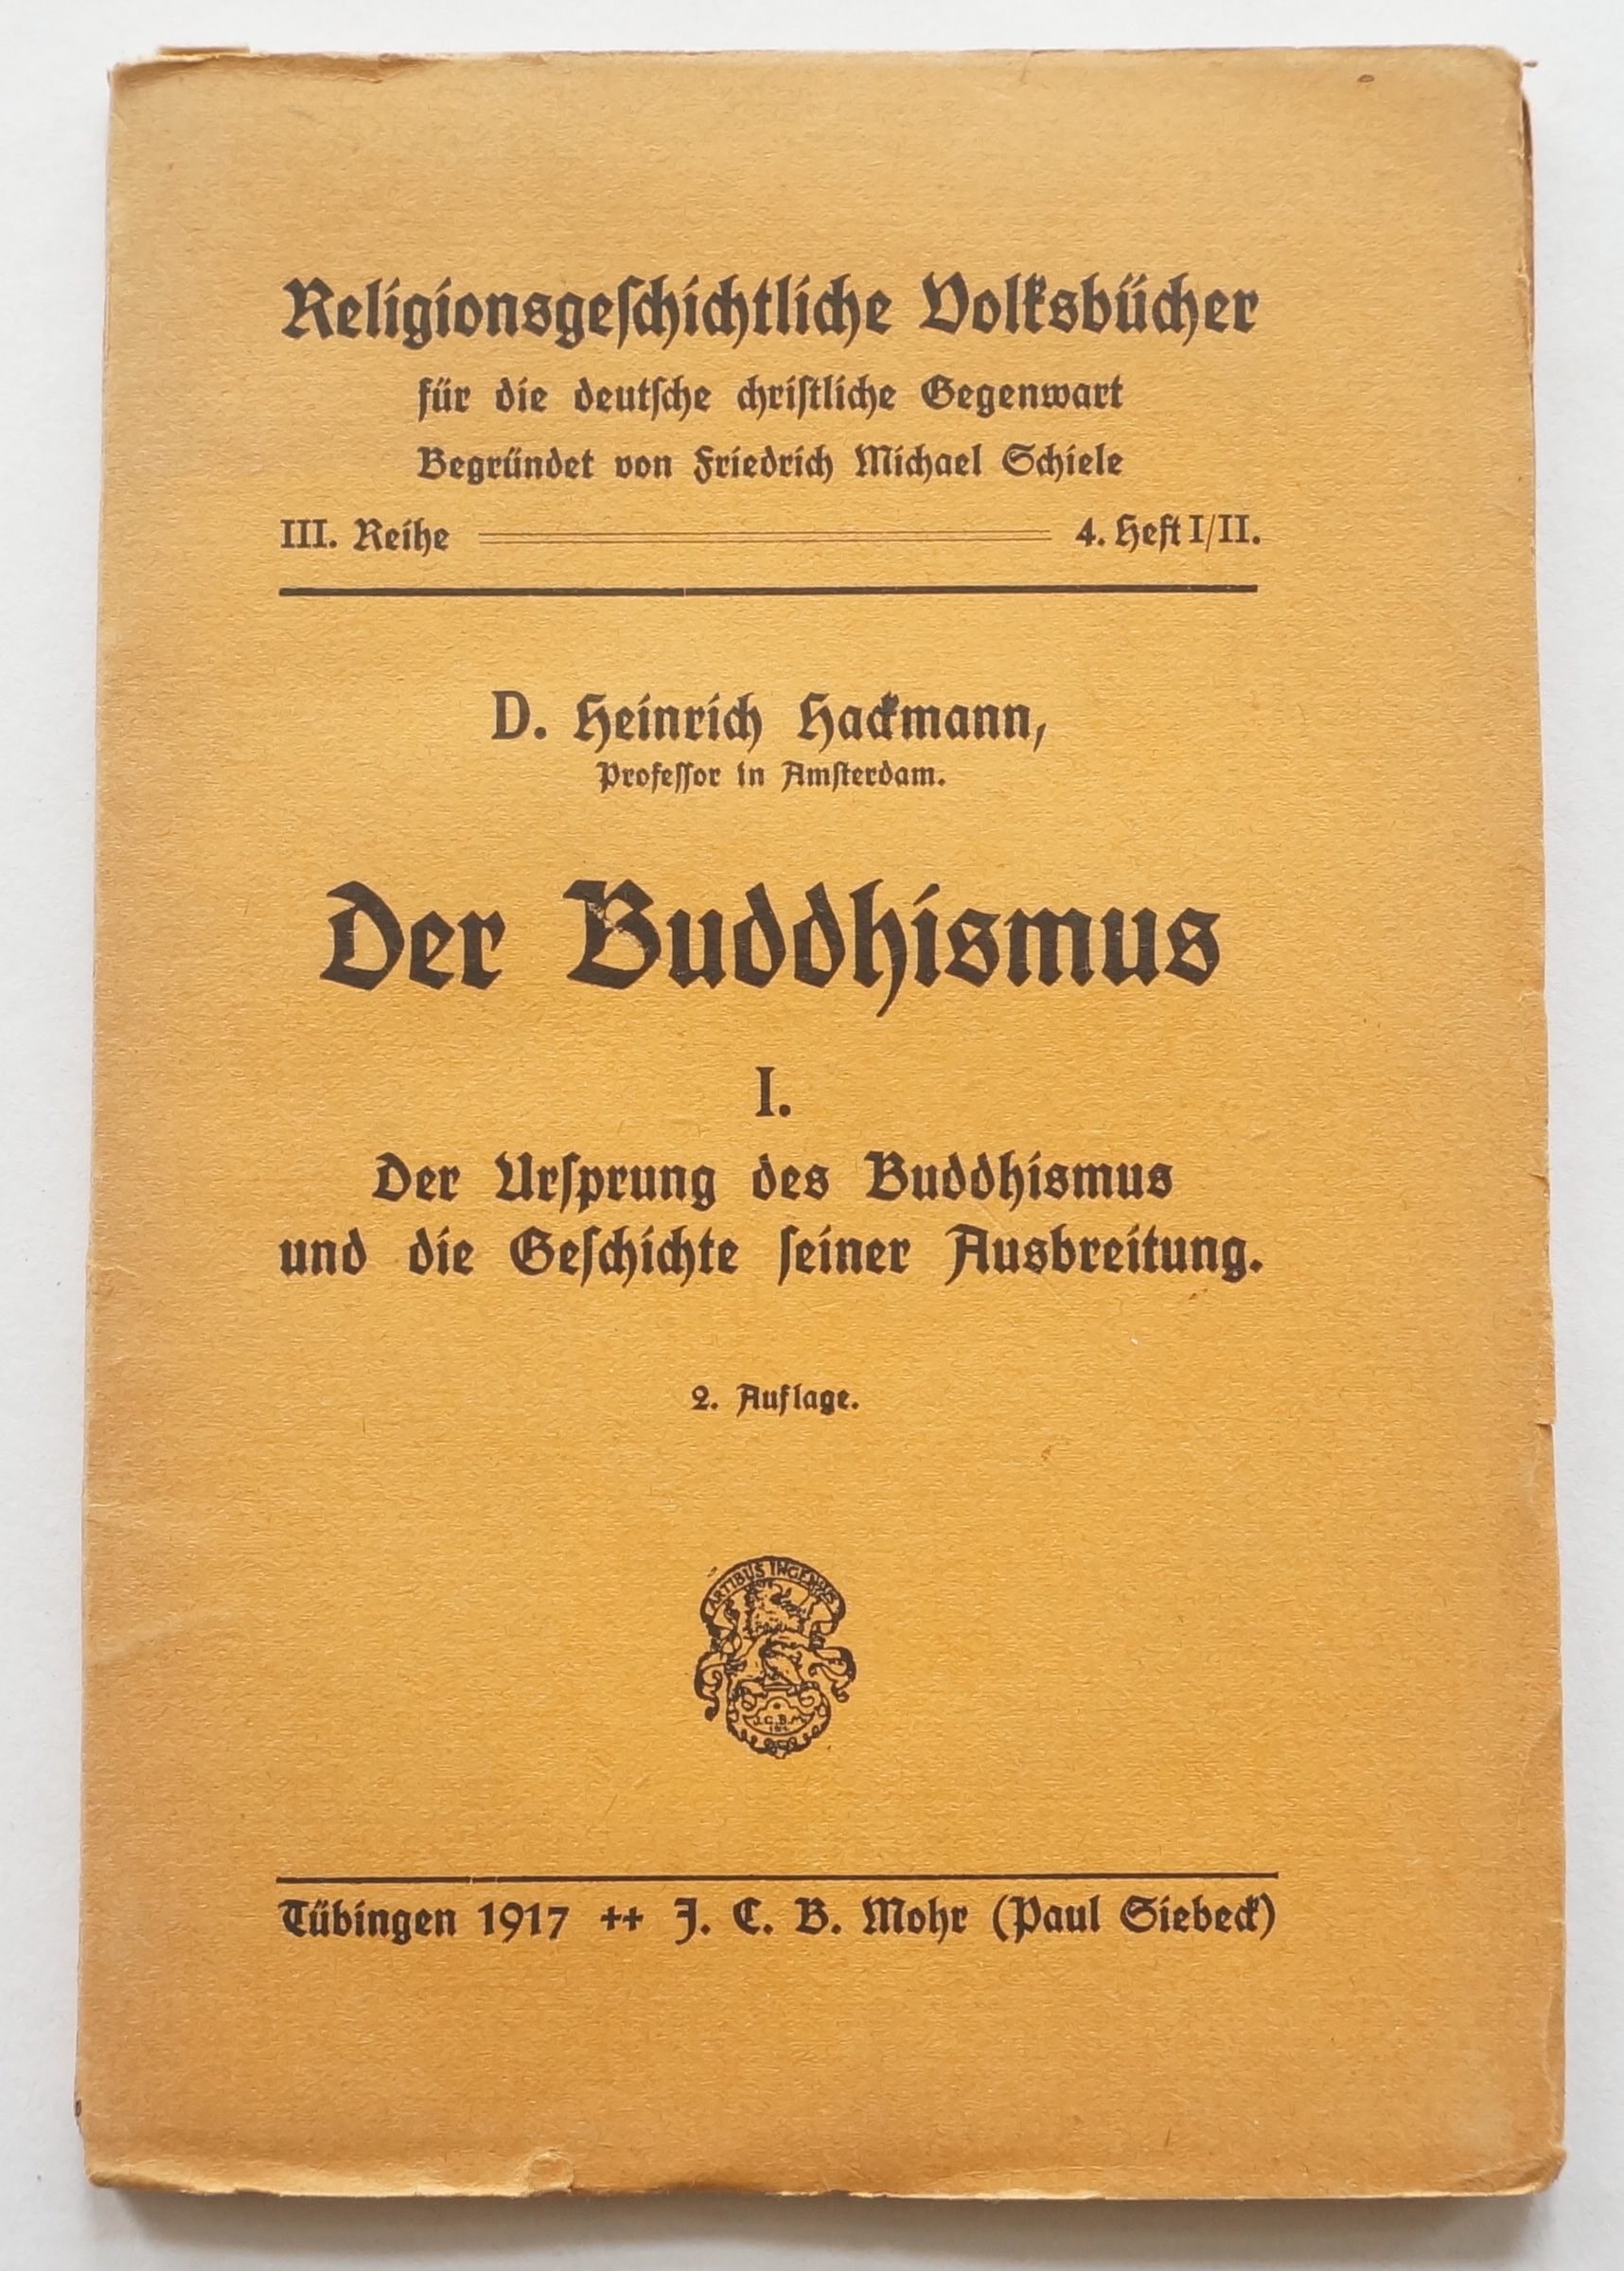 Religionsgeſchichtliche Volksbücher
für die deutſche chriſtliche Gegenwart
Begründet von Friedrich Michael Schiele
III. Reihe 4. Heft I/II.
D. Heinrich Hackmann,
Profeſſor in Amſterdam.
Der Buddhismus
I.
Der Urſprung des Buddhismus
und die Geſchichte ſeiner Ausbreitung.
2. Auflage.
ARTIBUS INGENUIS
J.C.B.M.
Tübingen 1917 ++ J. C. B. Mohr (Paul Siebeck)